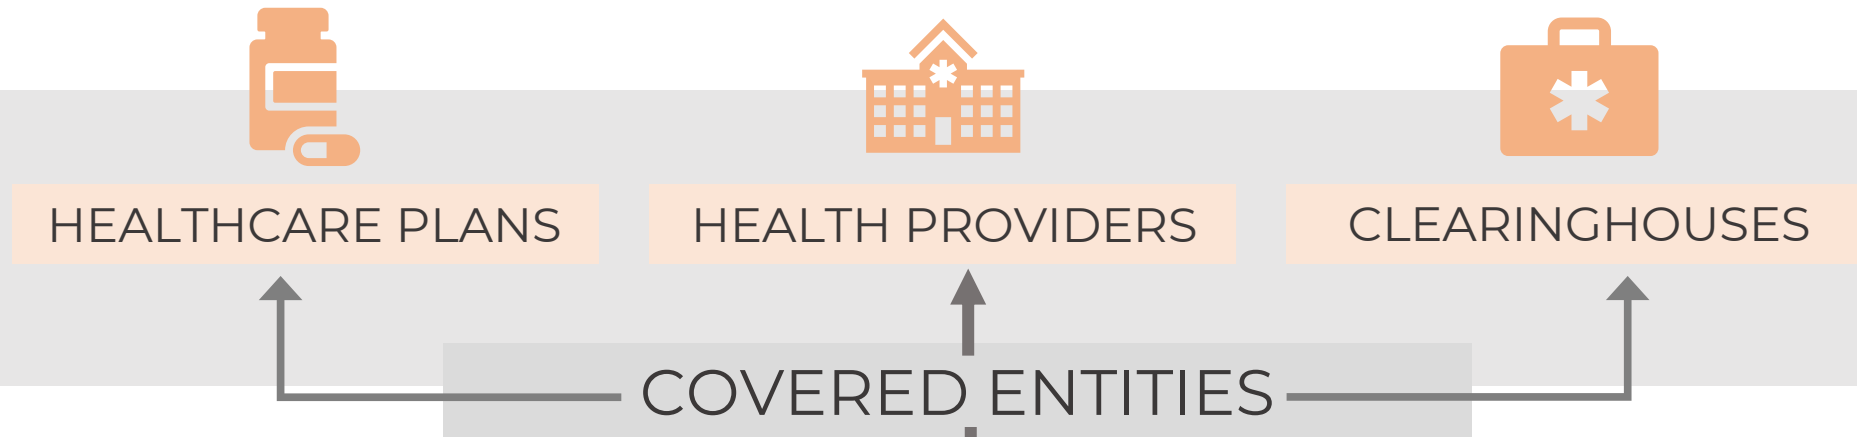 HEALTHCARE PLANS
HEALTH PROVIDERS
CLEARINGHOUSES
COVERED ENTITIES